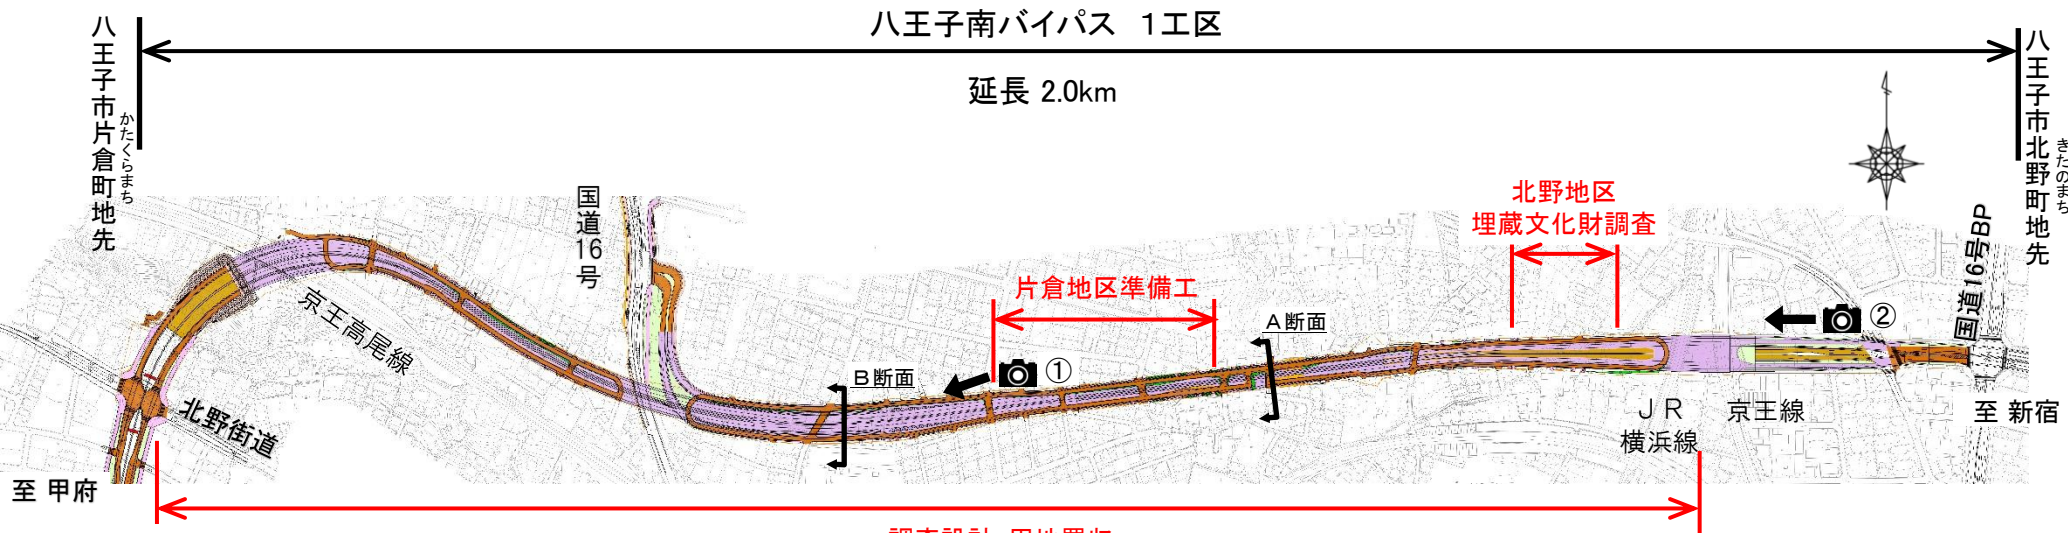 八王子南バイパス 1工区
延長 2.0km
八王子市片倉町地先
かたくらまち
八王子市北野町地先
きたのまち
国道16号
国道16号BP
北野地区
埋蔵文化財調査
片倉地区準備工
A断面
B断面
①
②
京王高尾線
北野街道
JR
横浜線
京王線
至 新宿
至 甲府